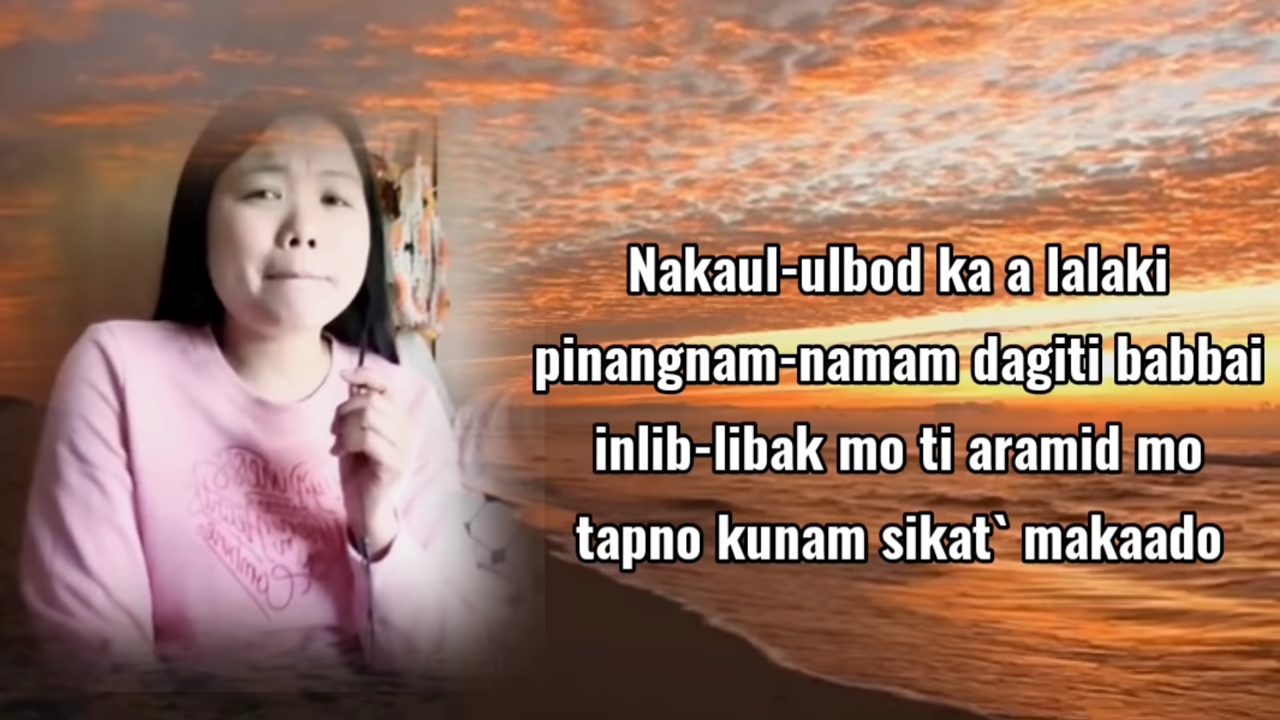 Nakaul-ulbod ka a lalaki
pinangnam-namam dagiti babbai
inlib-libak mo ti aramid mo
tapno kunam sikat` makaado